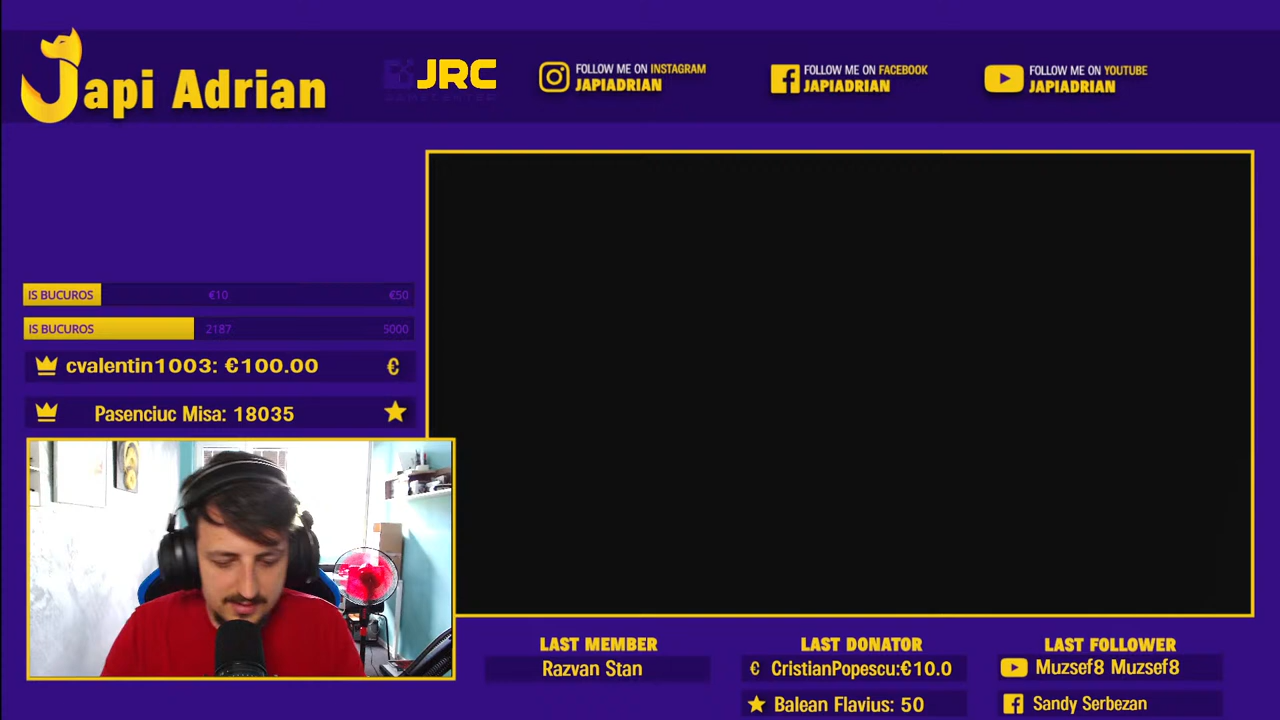 Japi Adrian
JRC
GAMECENTER
FOLLOW ME ON INSTAGRAM
JAPIADRIAN
FOLLOW ME ON FACEBOOK
JAPIADRIAN
FOLLOW ME ON YOUTUBE
JAPIADRIAN
IS BUCUROS €10 €50
IS BUCUROS 2187 5000
cvalentin1003: €100.00 €
Pasenciuc Misa: 18035
LAST MEMBER
Razvan Stan
LAST DONATOR
€ CristianPopescu:€10.0
Balean Flavius: 50
LAST FOLLOWER
Muzsef8 Muzsef8
Sandy Serbezan